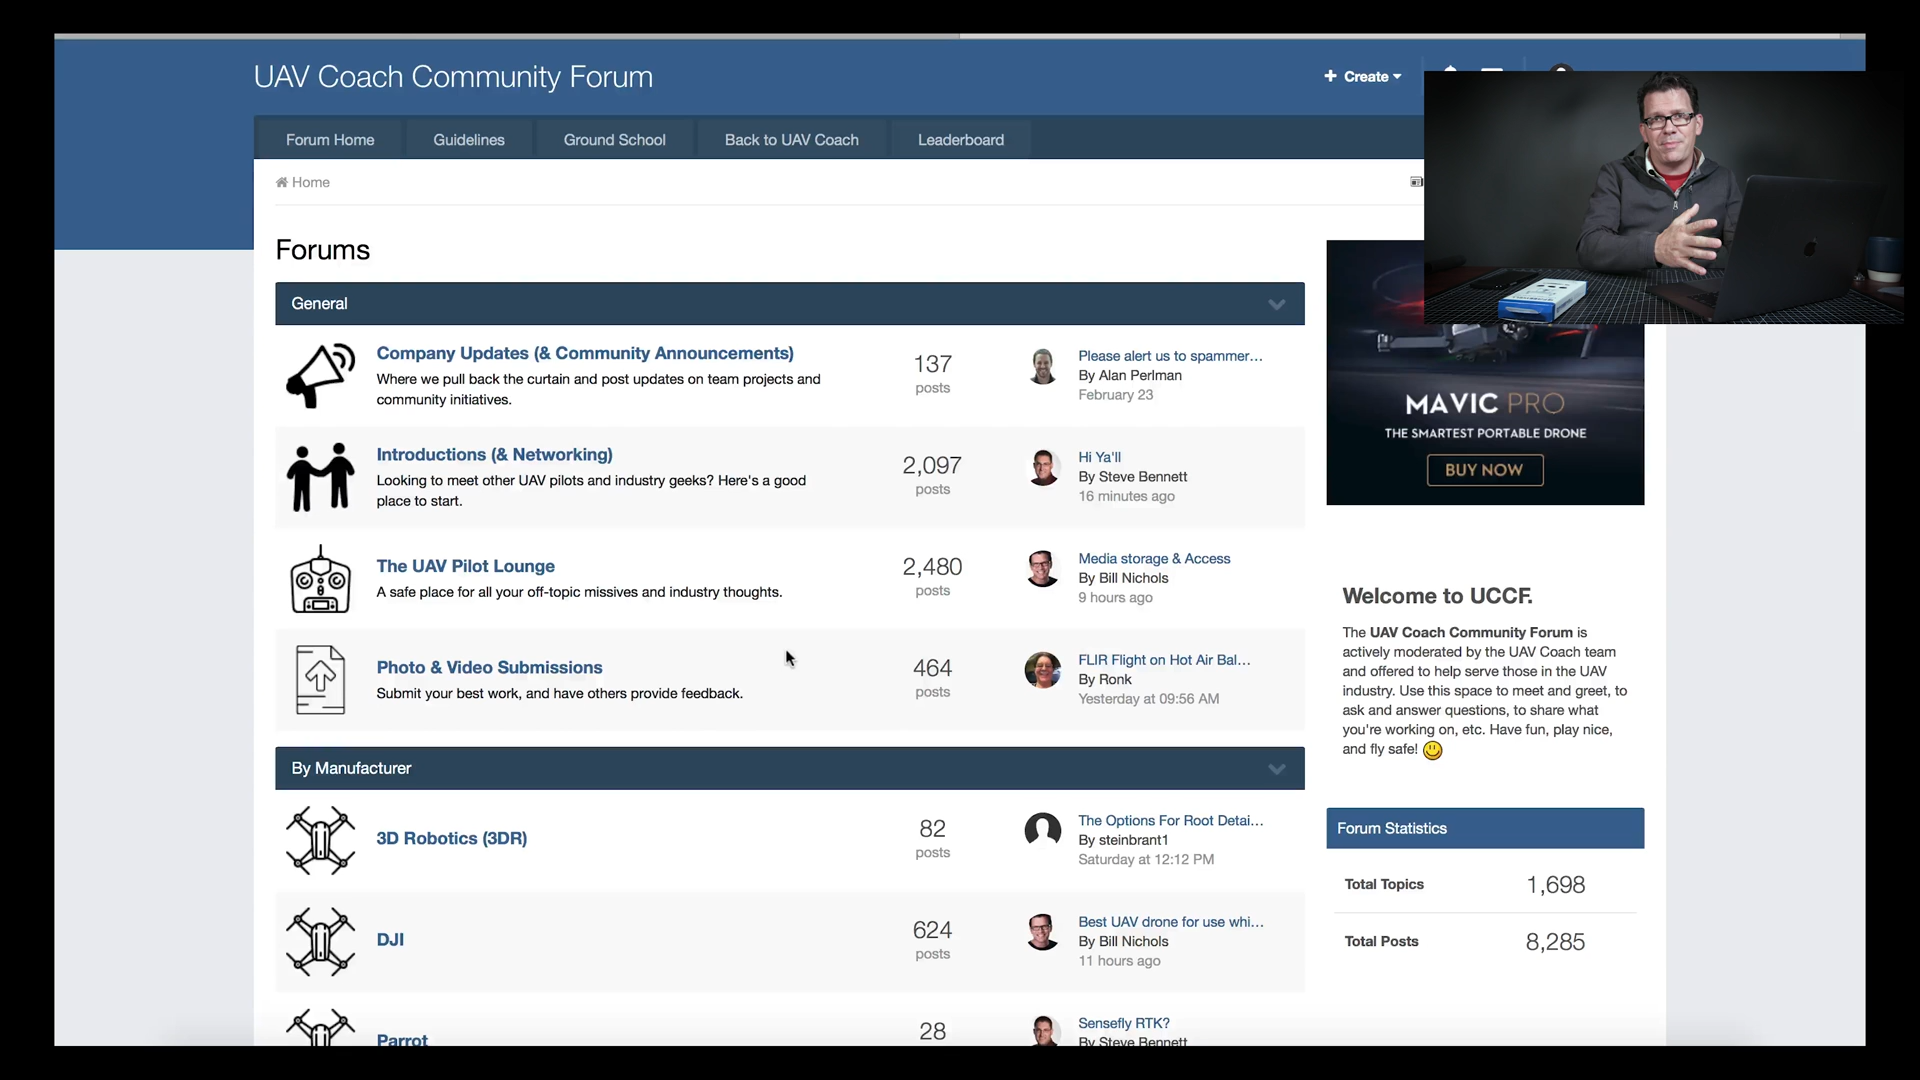 UAV Coach Community Forum
+ Create
Forum Home
Guidelines
Ground School
Back to UAV Coach
Leaderboard
Home
Forums
General
Company Updates (& Community Announcements)
Where we pull back the curtain and post updates on team projects and
community initiatives.
137
posts
Please alert us to spammer...
By Alan Perlman
February 23
Introductions (& Networking)
Looking to meet other UAV pilots and industry geeks? Here's a good
place to start.
2,097
posts
Hi Ya'll
By Steve Bennett
16 minutes ago
The UAV Pilot Lounge
A safe place for all your off-topic missives and industry thoughts.
2,480
posts
Media storage & Access
By Bill Nichols
9 hours ago
Photo & Video Submissions
Submit your best work, and have others provide feedback.
464
posts
FLIR Flight on Hot Air Bal...
By Ronk
Yesterday at 09:56 AM
By Manufacturer
3D Robotics (3DR)
82
posts
The Options For Root Detai...
By steinbrant1
Saturday at 12:12 PM
DJI
624
posts
Best UAV drone for use whi...
By Bill Nichols
11 hours ago
Parrot
28
Sensefly RTK?
By Steve Bennett
MAVIC PRO
THE SMARTEST PORTABLE DRONE
BUY NOW
Welcome to UCCF.
The UAV Coach Community Forum is
actively moderated by the UAV Coach team
and offered to help serve those in the UAV
industry. Use this space to meet and greet, to
ask and answer questions, to share what
you're working on, etc. Have fun, play nice,
and fly safe!
Forum Statistics
Total Topics
1,698
Total Posts
8,285